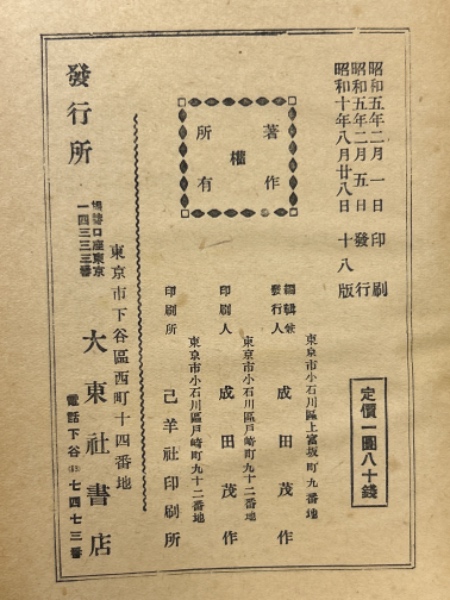 昭和五年二月一日印刷
昭和五年二月五日發行
昭和十年八月廿八日十八版
定價一圓八十錢
著作
權
所有
東京市小石川區上富坂町九番地
編輯兼
發行人
成田茂作
東京市小石川區戸崎町九十二番地
印刷人
成田茂作
東京市小石川區戸崎町九十二番地
印刷所
己羊社印刷所
發行所
東京市下谷區西町十四番地
大東社書店
振替口座東京
一四三三三番
電話下谷七四七三番